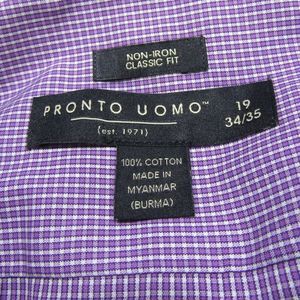 NON-IRON
CLASSIC FIT
PRONTO UOMO™
(est. 1971)
19
34/35
100% COTTON
MADE IN
MYANMAR
(BURMA)